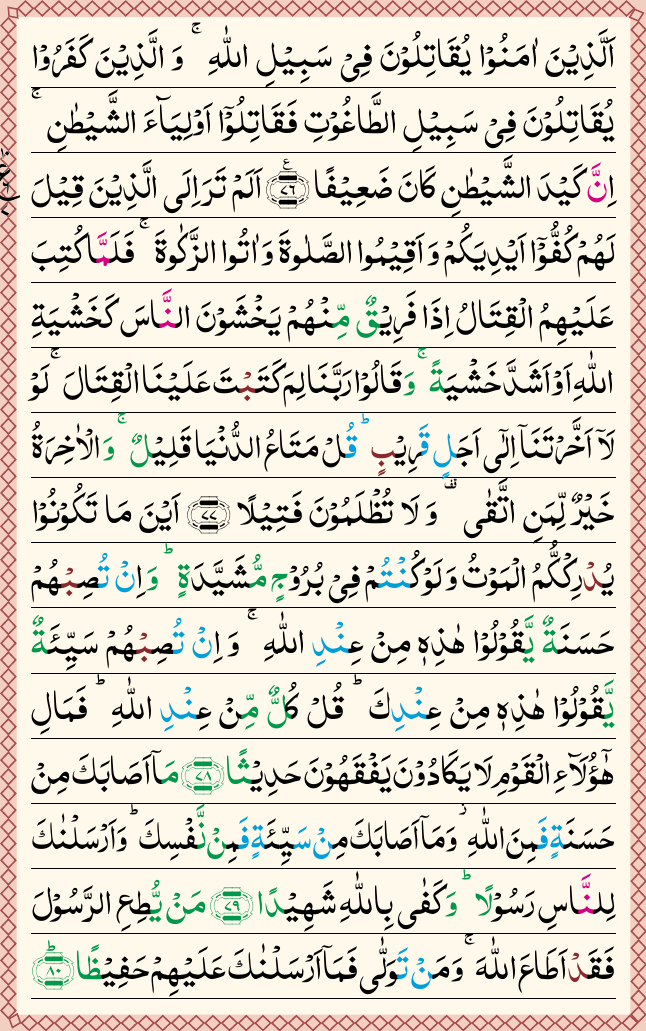 اَلَّذِيۡنَ اٰمَنُوۡا يُقَاتِلُوۡنَ فِىۡ سَبِيۡلِ اللّٰهِ‌ ۚ وَالَّذِيۡنَ كَفَرُوۡا
يُقَاتِلُوۡنَ فِىۡ سَبِيۡلِ الطَّاغُوۡتِ فَقَاتِلُوۡۤا اَوۡلِيَآءَ الشَّيۡطٰنِ‌ ۚ
اِنَّ كَيۡدَ الشَّيۡطٰنِ كَانَ ضَعِيۡفًا ﴿۷۶﴾ اَلَمۡ تَرَ اِلَى الَّذِيۡنَ قِيۡلَ
لَهُمۡ كُفُّوۡۤا اَيۡدِيَكُمۡ وَاَقِيۡمُوا الصَّلٰوةَ وَاٰتُوا الزَّكٰوةَ‌ ۚ فَلَمَّا كُتِبَ
عَلَيۡهِمُ الۡقِتَالُ اِذَا فَرِيۡقٌ مِّنۡهُمۡ يَخۡشَوۡنَ النَّاسَ كَخَشۡيَةِ
اللّٰهِ اَوۡ اَشَدَّ خَشۡيَةً‌ ۚ وَقَالُوۡا رَبَّنَا لِمَ كَتَبۡتَ عَلَيۡنَا الۡقِتَالَ‌ ۚ لَوۡ
لَاۤ اَخَّرۡتَنَاۤ اِلٰٓى اَجَلٍ قَرِيۡبٍ‌ ؕ قُلۡ مَتَاعُ الدُّنۡيَا قَلِيۡلٌ‌ ۚ وَالۡاٰخِرَةُ
خَيۡرٌ لِّمَنِ اتَّقٰى‌ ۟ وَلَا تُظۡلَمُوۡنَ فَتِيۡلًا ﴿۷۷﴾ اَيۡنَ مَا تَكُوۡنُوۡا
يُدۡرِكْكُّمُ الۡمَوۡتُ وَلَوۡ كُنۡتُمۡ فِىۡ بُرُوۡجٍ مُّشَيَّدَةٍ‌ ؕ وَاِنۡ تُصِبۡهُمۡ
حَسَنَةٌ يَّقُوۡلُوۡا هٰذِهٖ مِنۡ عِنۡدِ اللّٰهِ‌ ۚ وَاِنۡ تُصِبۡهُمۡ سَيِّئَةٌ
يَّقُوۡلُوۡا هٰذِهٖ مِنۡ عِنۡدِكَ‌ ؕ قُلۡ كُلٌّ مِّنۡ عِنۡدِ اللّٰهِ‌ ؕ فَمَالِ
هٰٓؤُلَاۤءِ الۡقَوۡمِ لَا يَكَادُوۡنَ يَفۡقَهُوۡنَ حَدِيۡثًا ﴿۷۸﴾ مَاۤ اَصَابَكَ مِنۡ
حَسَنَةٍ فَمِنَ اللّٰهِ‌ وَمَاۤ اَصَابَكَ مِنۡ سَيِّئَةٍ فَمِنۡ نَّفۡسِكَ‌ ؕ وَاَرۡسَلۡنٰكَ
لِلنَّاسِ رَسُوۡلًا‌ ؕ وَكَفٰى بِاللّٰهِ شَهِيۡدًا ﴿۷۹﴾ مَنۡ يُّطِعِ الرَّسُوۡلَ
فَقَدۡ اَطَاعَ اللّٰهَ‌ ۚ وَمَنۡ تَوَلّٰى فَمَاۤ اَرۡسَلۡنٰكَ عَلَيۡهِمۡ حَفِيۡظًا ؕ ﴿۸۰﴾